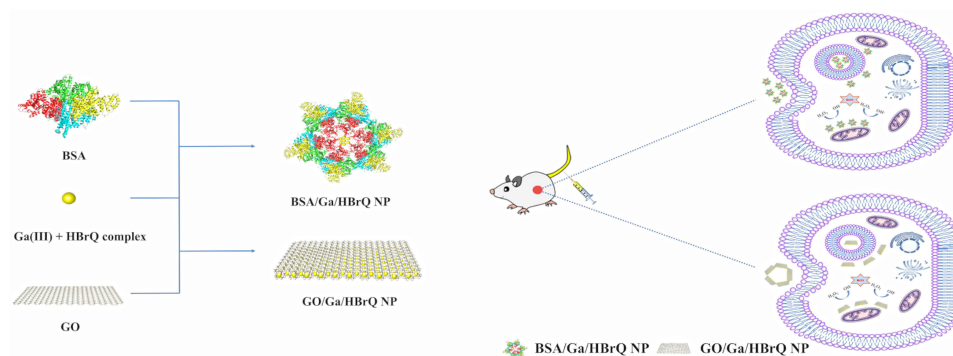 BSA
Ga(III) + HBrQ complex
GO
BSA/Ga/HBrQ NP
GO/Ga/HBrQ NP
BSA/Ga/HBrQ NP
GO/Ga/HBrQ NP